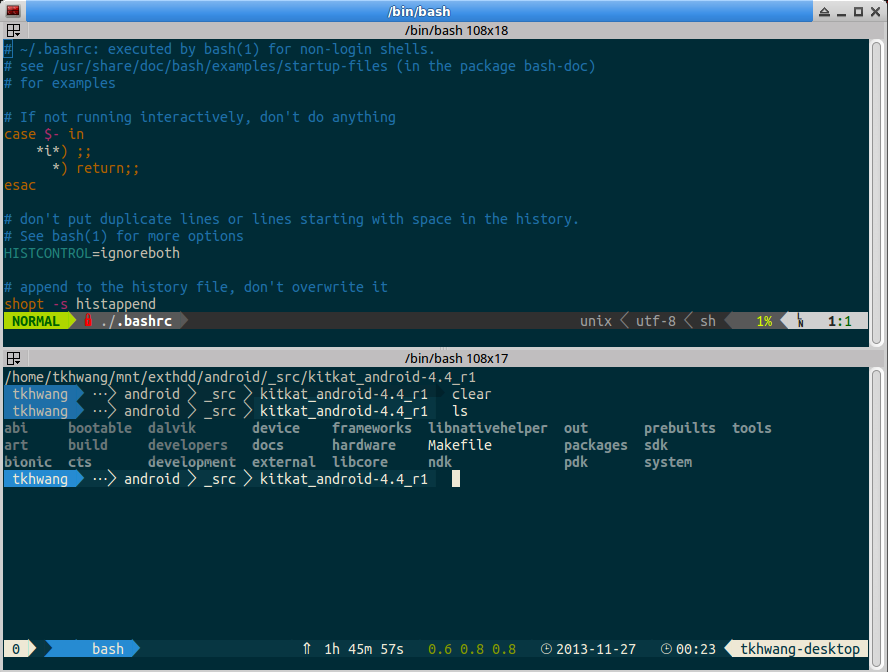 /bin/bash
/bin/bash 108x18
# ~/.bashrc: executed by bash(1) for non-login shells.
# see /usr/share/doc/bash/examples/startup-files (in the package bash-doc)
# for examples
# If not running interactively, don't do anything
case $- in
    *i*) ;;
      *) return;;
esac
# don't put duplicate lines or lines starting with space in the history.
# See bash(1) for more options
HISTCONTROL=ignoreboth
# append to the history file, don't overwrite it
shopt -s histappend
NORMAL ./.bashrc unix utf-8 sh 1% LN 1:1
/bin/bash 108x17
/home/tkhwang/mnt/exthdd/android/_src/kitkat_android-4.4_r1
tkhwang ⋯ android _src kitkat_android-4.4_r1 clear
tkhwang ⋯ android _src kitkat_android-4.4_r1 ls
abi bootable dalvik device frameworks libnativehelper out prebuilts tools
art build developers docs hardware Makefile packages sdk
bionic cts development external libcore ndk pdk system
tkhwang ⋯ android _src kitkat_android-4.4_r1
0 bash ⇑ 1h 45m 57s 0.6 0.8 0.8 2013-11-27 00:23 tkhwang-desktop